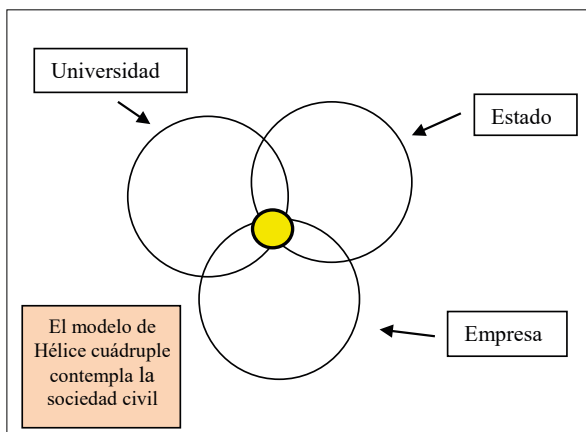 Universidad
Estado
Empresa
El modelo de
Hélice cuádruple
contempla la
sociedad civil